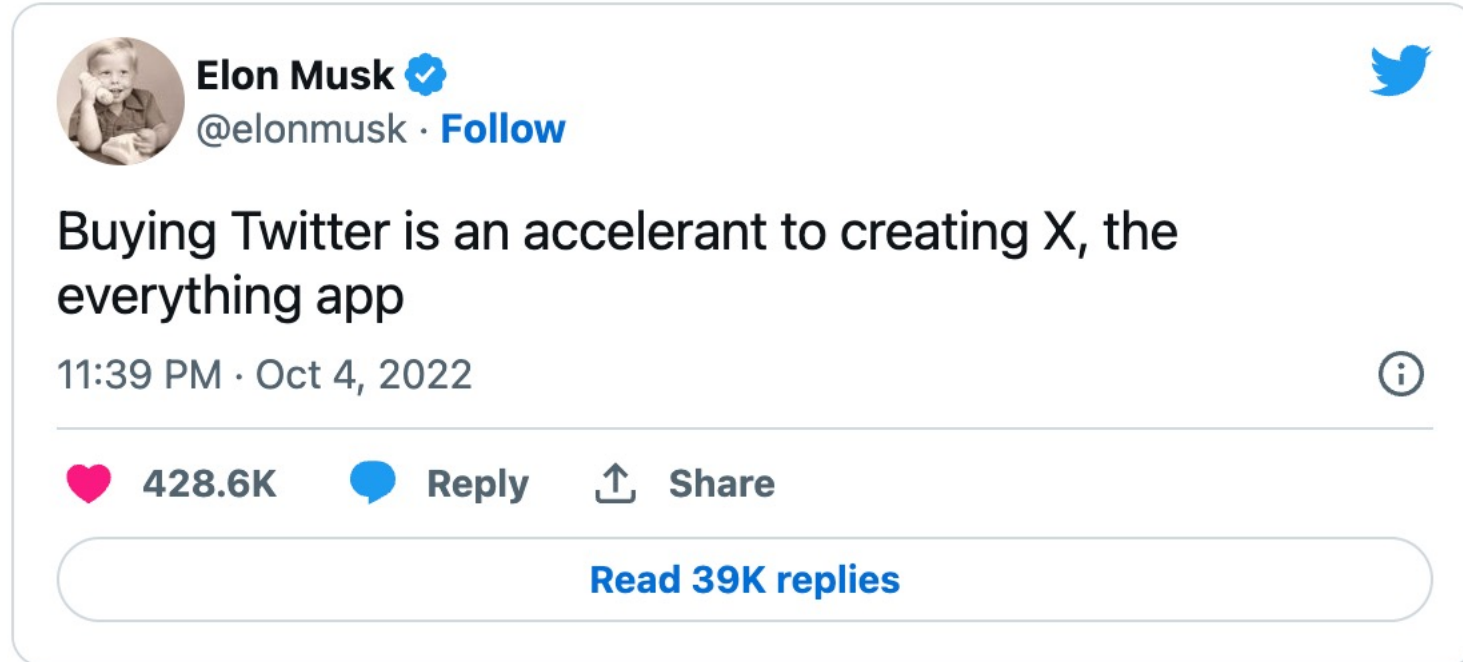 Elon Musk
@elonmusk · Follow
Buying Twitter is an accelerant to creating X, the
everything app
11:39 PM · Oct 4, 2022
428.6K Reply Share
Read 39K replies